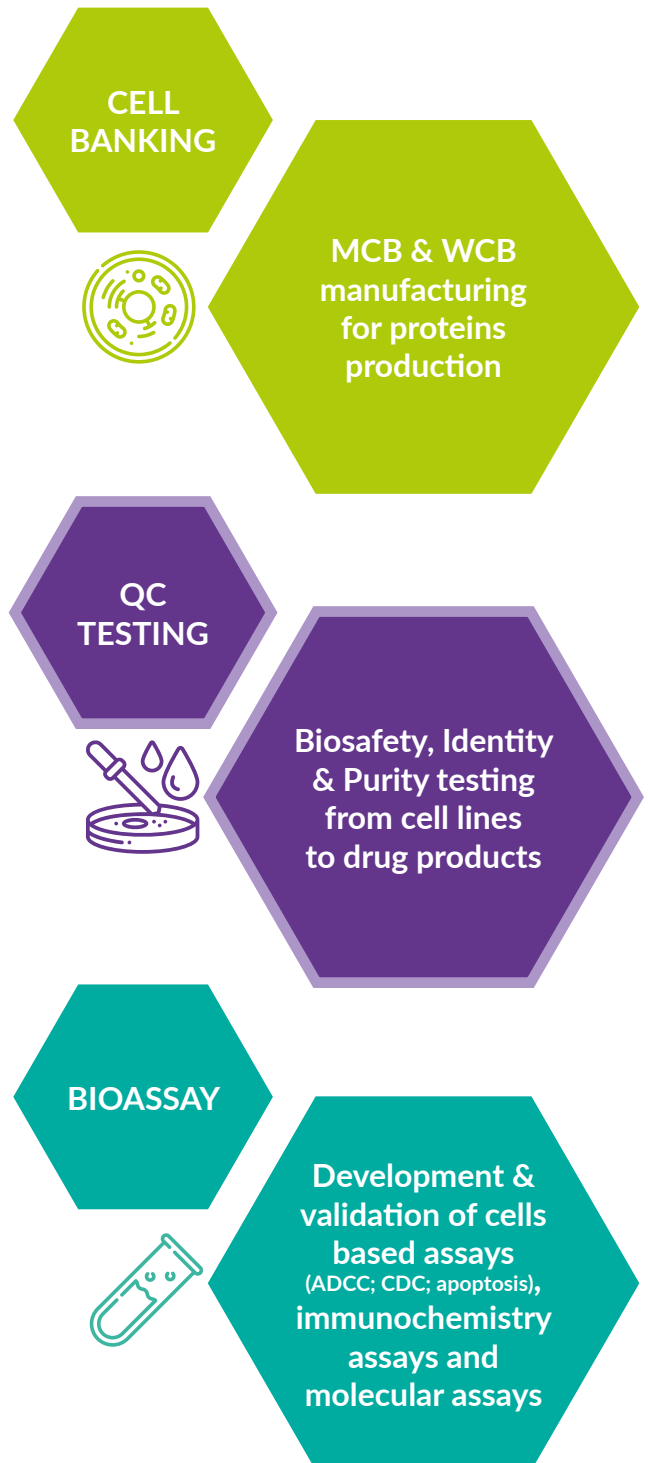 CELL
BANKING
MCB & WCB
manufacturing
for proteins
production
QC
TESTING
Biosafety, Identity
& Purity testing
from cell lines
to drug products
BIOASSAY
Development &
validation of cells
based assays
(ADCC; CDC; apoptosis),
immunochemistry
assays and
molecular assays